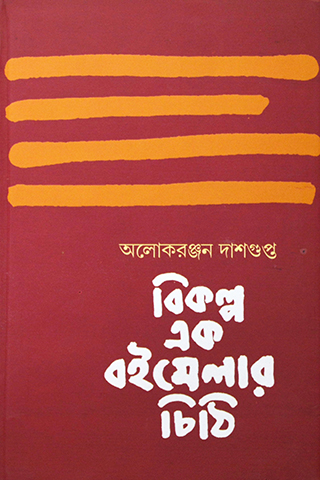 অলোকরঞ্জন দাশগুপ্ত
বিকল্প
এক
বইমেলার
চিঠি